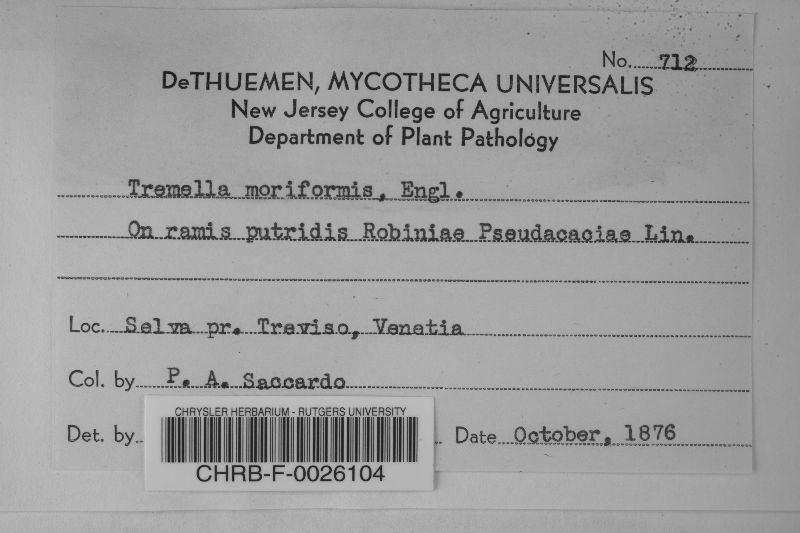 No. 712
DeTHUEMEN, MYCOTHECA UNIVERSALIS
New Jersey College of Agriculture
Department of Plant Pathology
Tremella moriformis, Engl.
On ramis putridis Robiniae Pseudacaciae Lin.
Loc. Selva pr. Treviso, Venetia
Col. by P. A. Saccardo
Det. by
Date October, 1876
CHRYSLER HERBARIUM - RUTGERS UNIVERSITY
CHRB-F-0026104